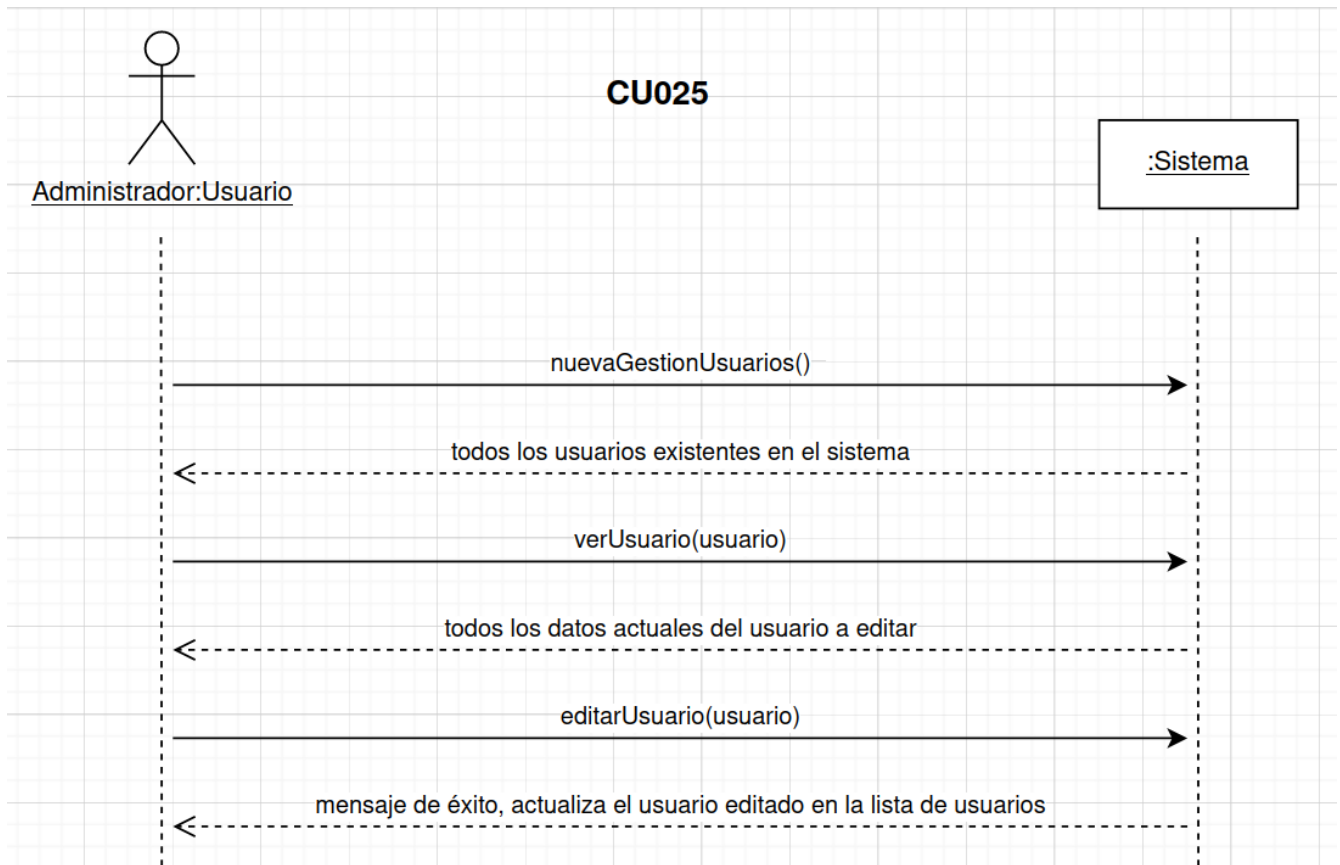 CU025
:Sistema
Administrador:Usuario
nuevaGestionUsuarios()
todos los usuarios existentes en el sistema
verUsuario(usuario)
todos los datos actuales del usuario a editar
editarUsuario(usuario)
mensaje de éxito, actualiza el usuario editado en la lista de usuarios